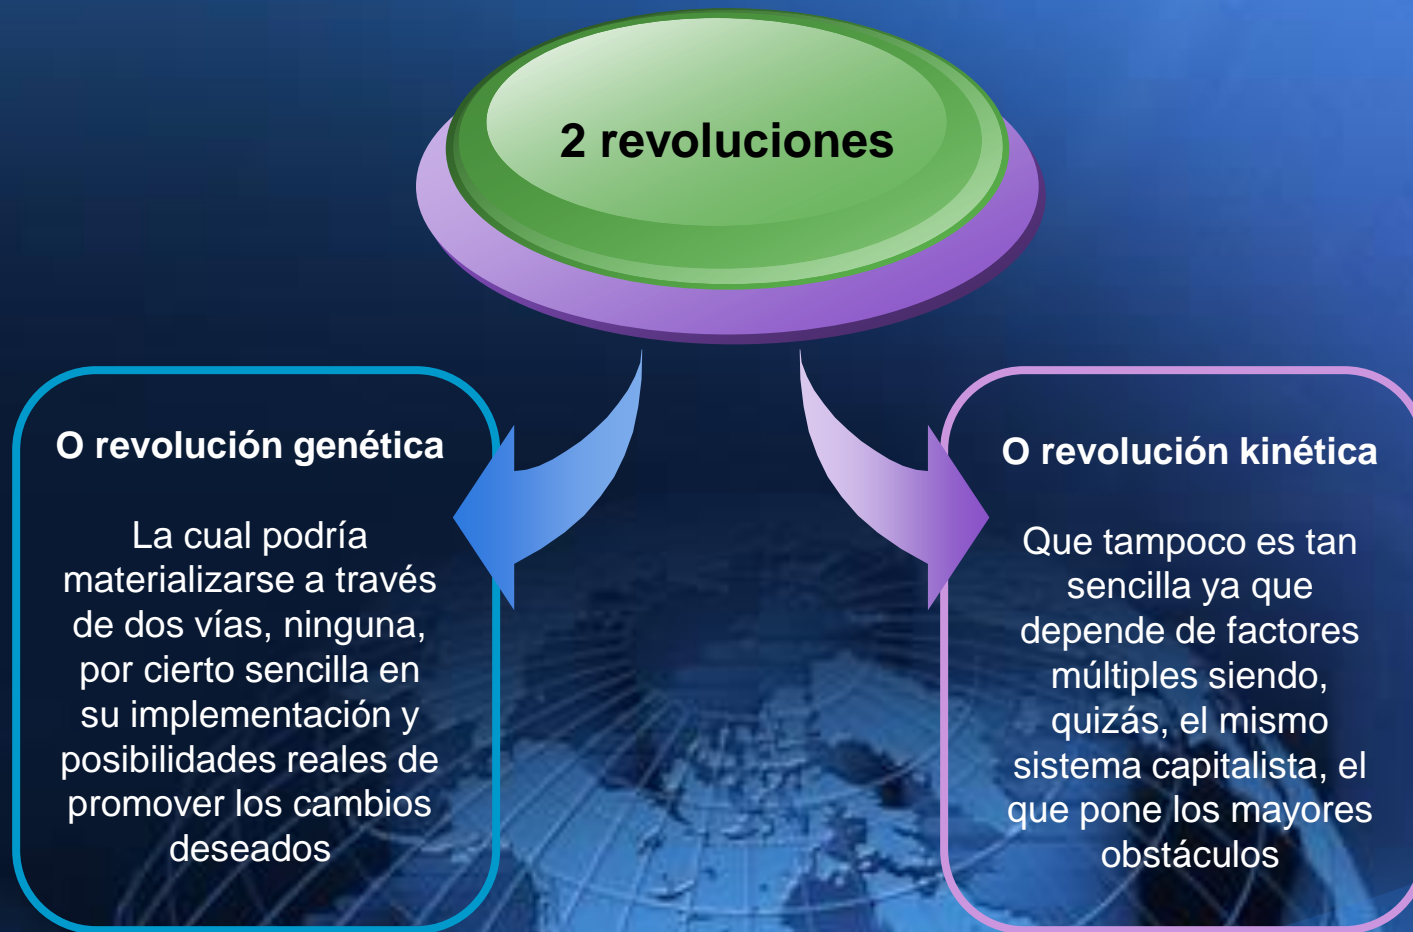 2 revoluciones
O revolución genética
La cual podría
materializarse a través
de dos vías, ninguna,
por cierto sencilla en
su implementación y
posibilidades reales de
promover los cambios
deseados
O revolución kinética
Que tampoco es tan
sencilla ya que
depende de factores
múltiples siendo,
quizás, el mismo
sistema capitalista, el
que pone los mayores
obstáculos